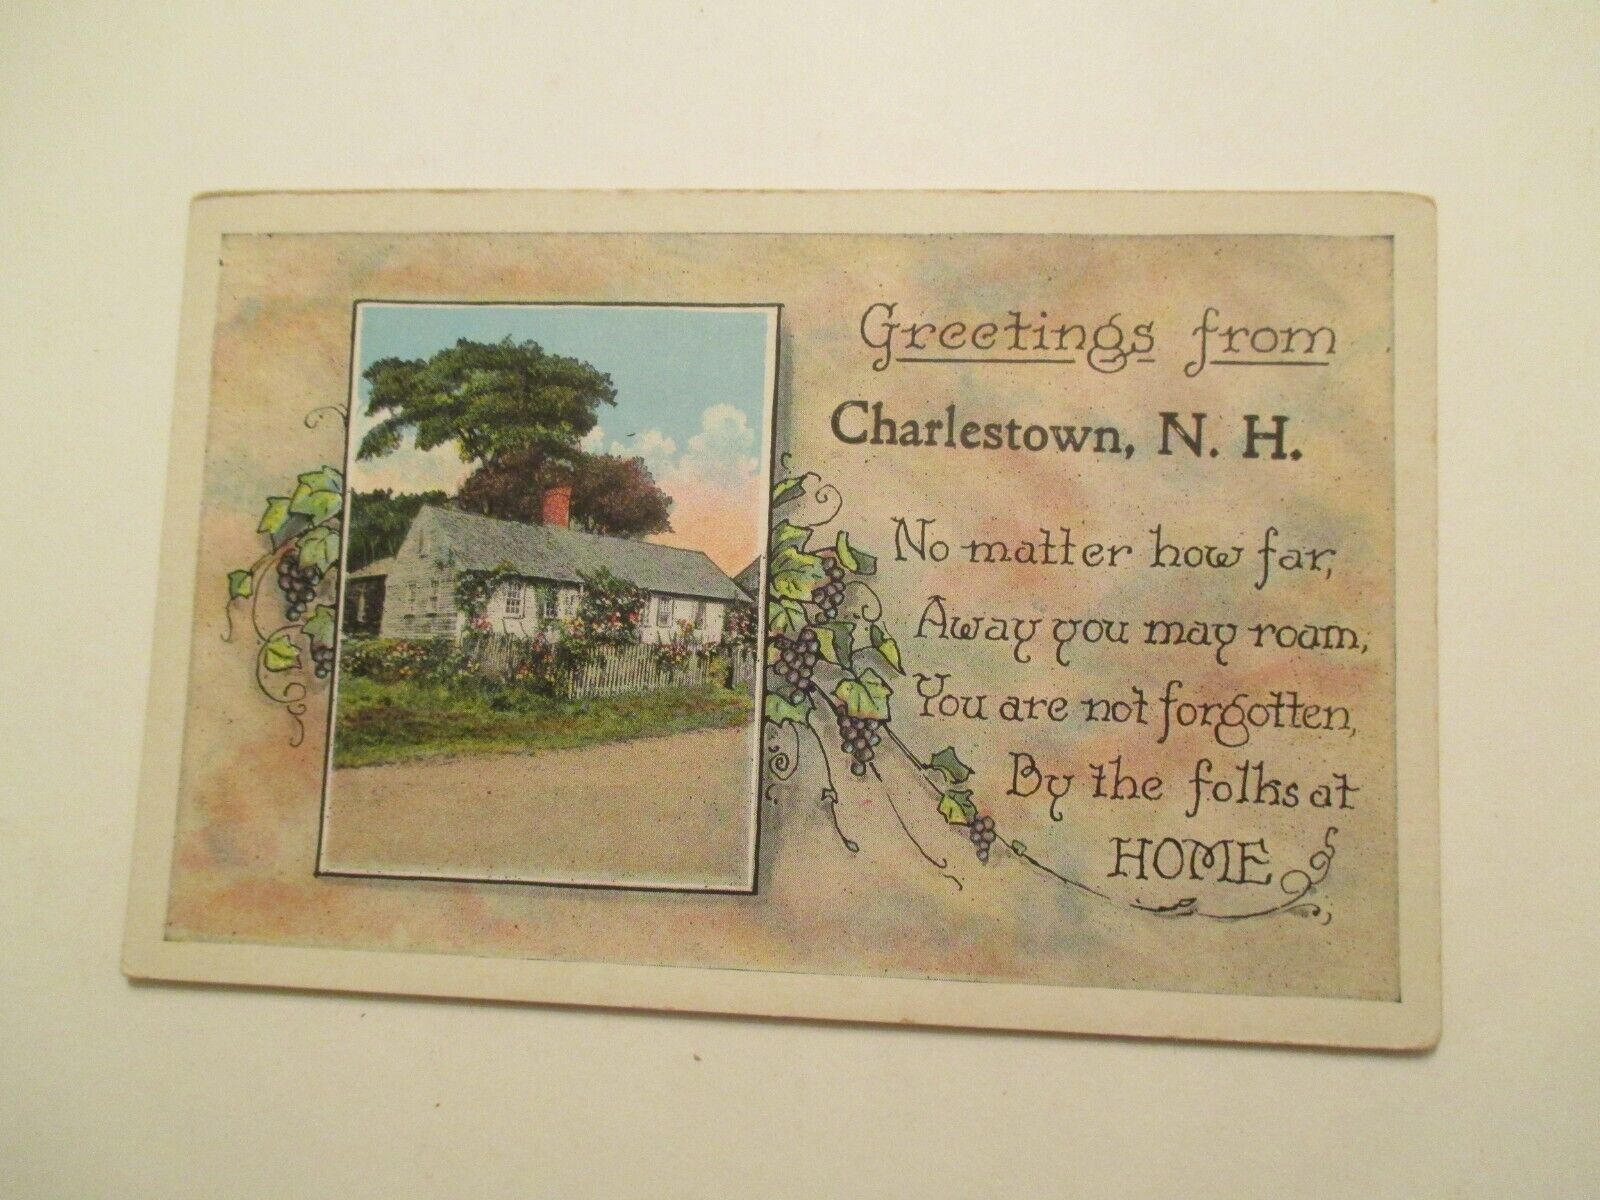 Greetings from
Charlestown, N. H.
No matter how far,
Away you may roam,
You are not forgotten,
By the folks at
HOME